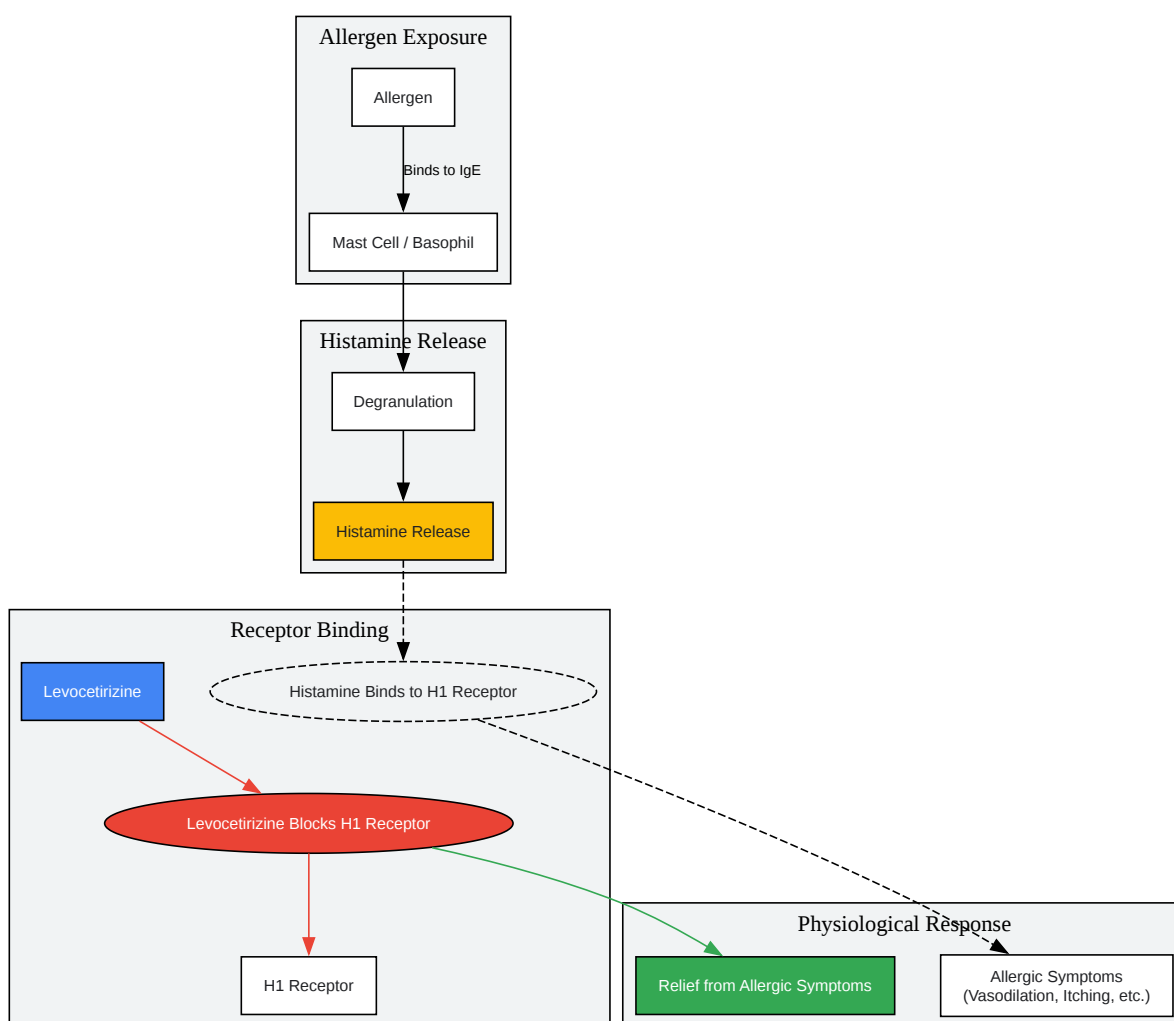 Allergen Exposure
Allergen
Binds to IgE
Mast Cell / Basophil
Histamine Release
Degranulation
Histamine Release
Receptor Binding
Levocetirizine
Histamine Binds to H1 Receptor
Levocetirizine Blocks H1 Receptor
H1 Receptor
Physiological Response
Relief from Allergic Symptoms
Allergic Symptoms
(Vasodilation, Itching, etc.)